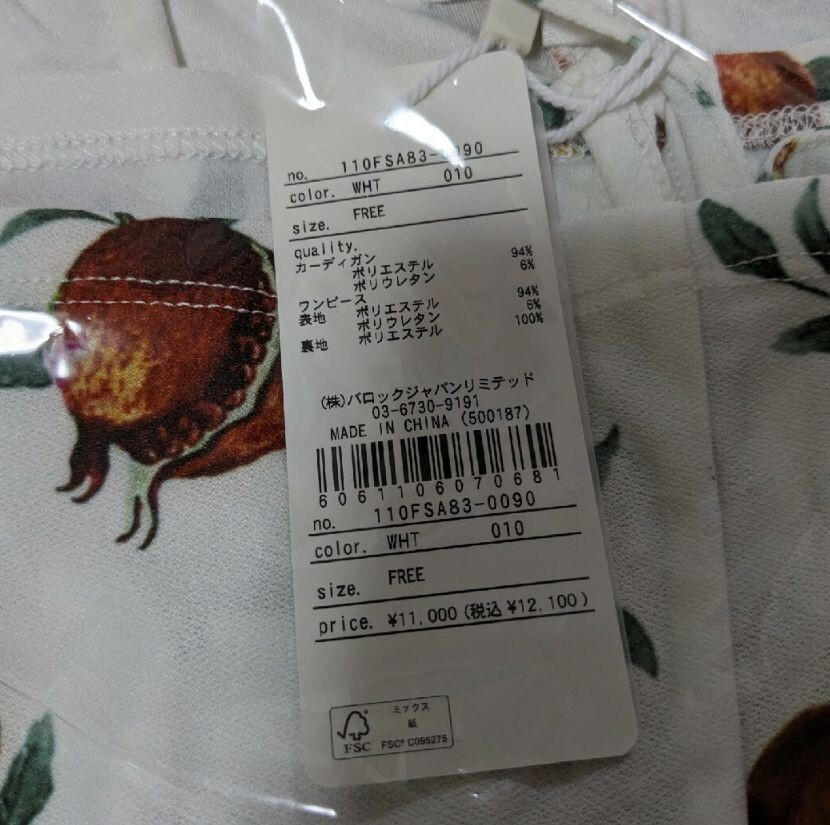 no. 110FSA83-0090
color. WHT 010
size. FREE
quality.
カーディガン
ポリエステル 94%
ポリウレタン 6%
ワンピース
表地 ポリエステル 94%
ポリウレタン 6%
裏地 ポリエステル 100%
(株)バロックジャパンリミテッド
03-6730-9191
MADE IN CHINA (500187)
6061106070681
no. 110FSA83-0090
color. WHT 010
size. FREE
price. ¥11,000(税込¥12,100)
ミックス
紙
FSC® C095275
FSC